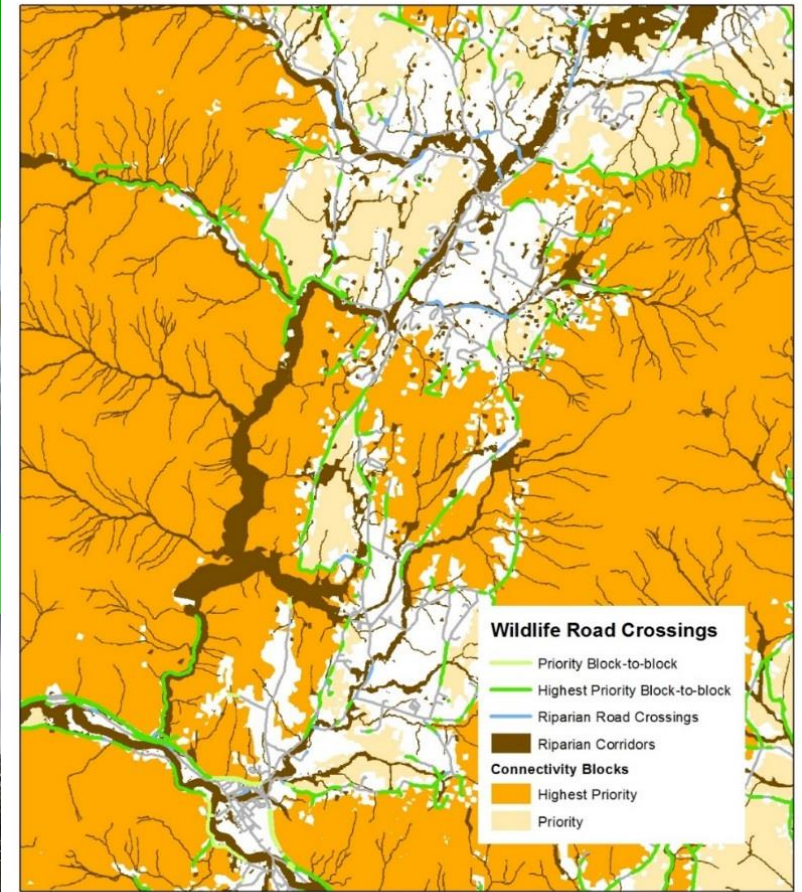 Wildlife Road Crossings
Priority Block-to-block
Highest Priority Block-to-block
Riparian Road Crossings
Riparian Corridors
Connectivity Blocks
Highest Priority
Priority